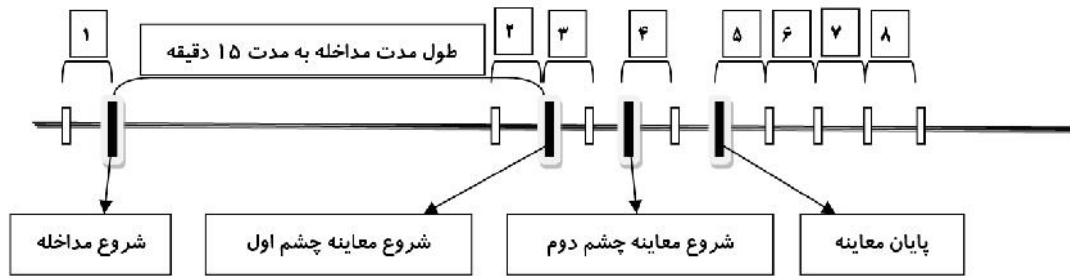 ۱
۲
۳
۴
۵
۶
۷
۸
طول مدت مداخله به مدت ۱۵ دقیقه
شروع مداخله
شروع معاینه چشم اول
شروع معاینه چشم دوم
پایان معاینه